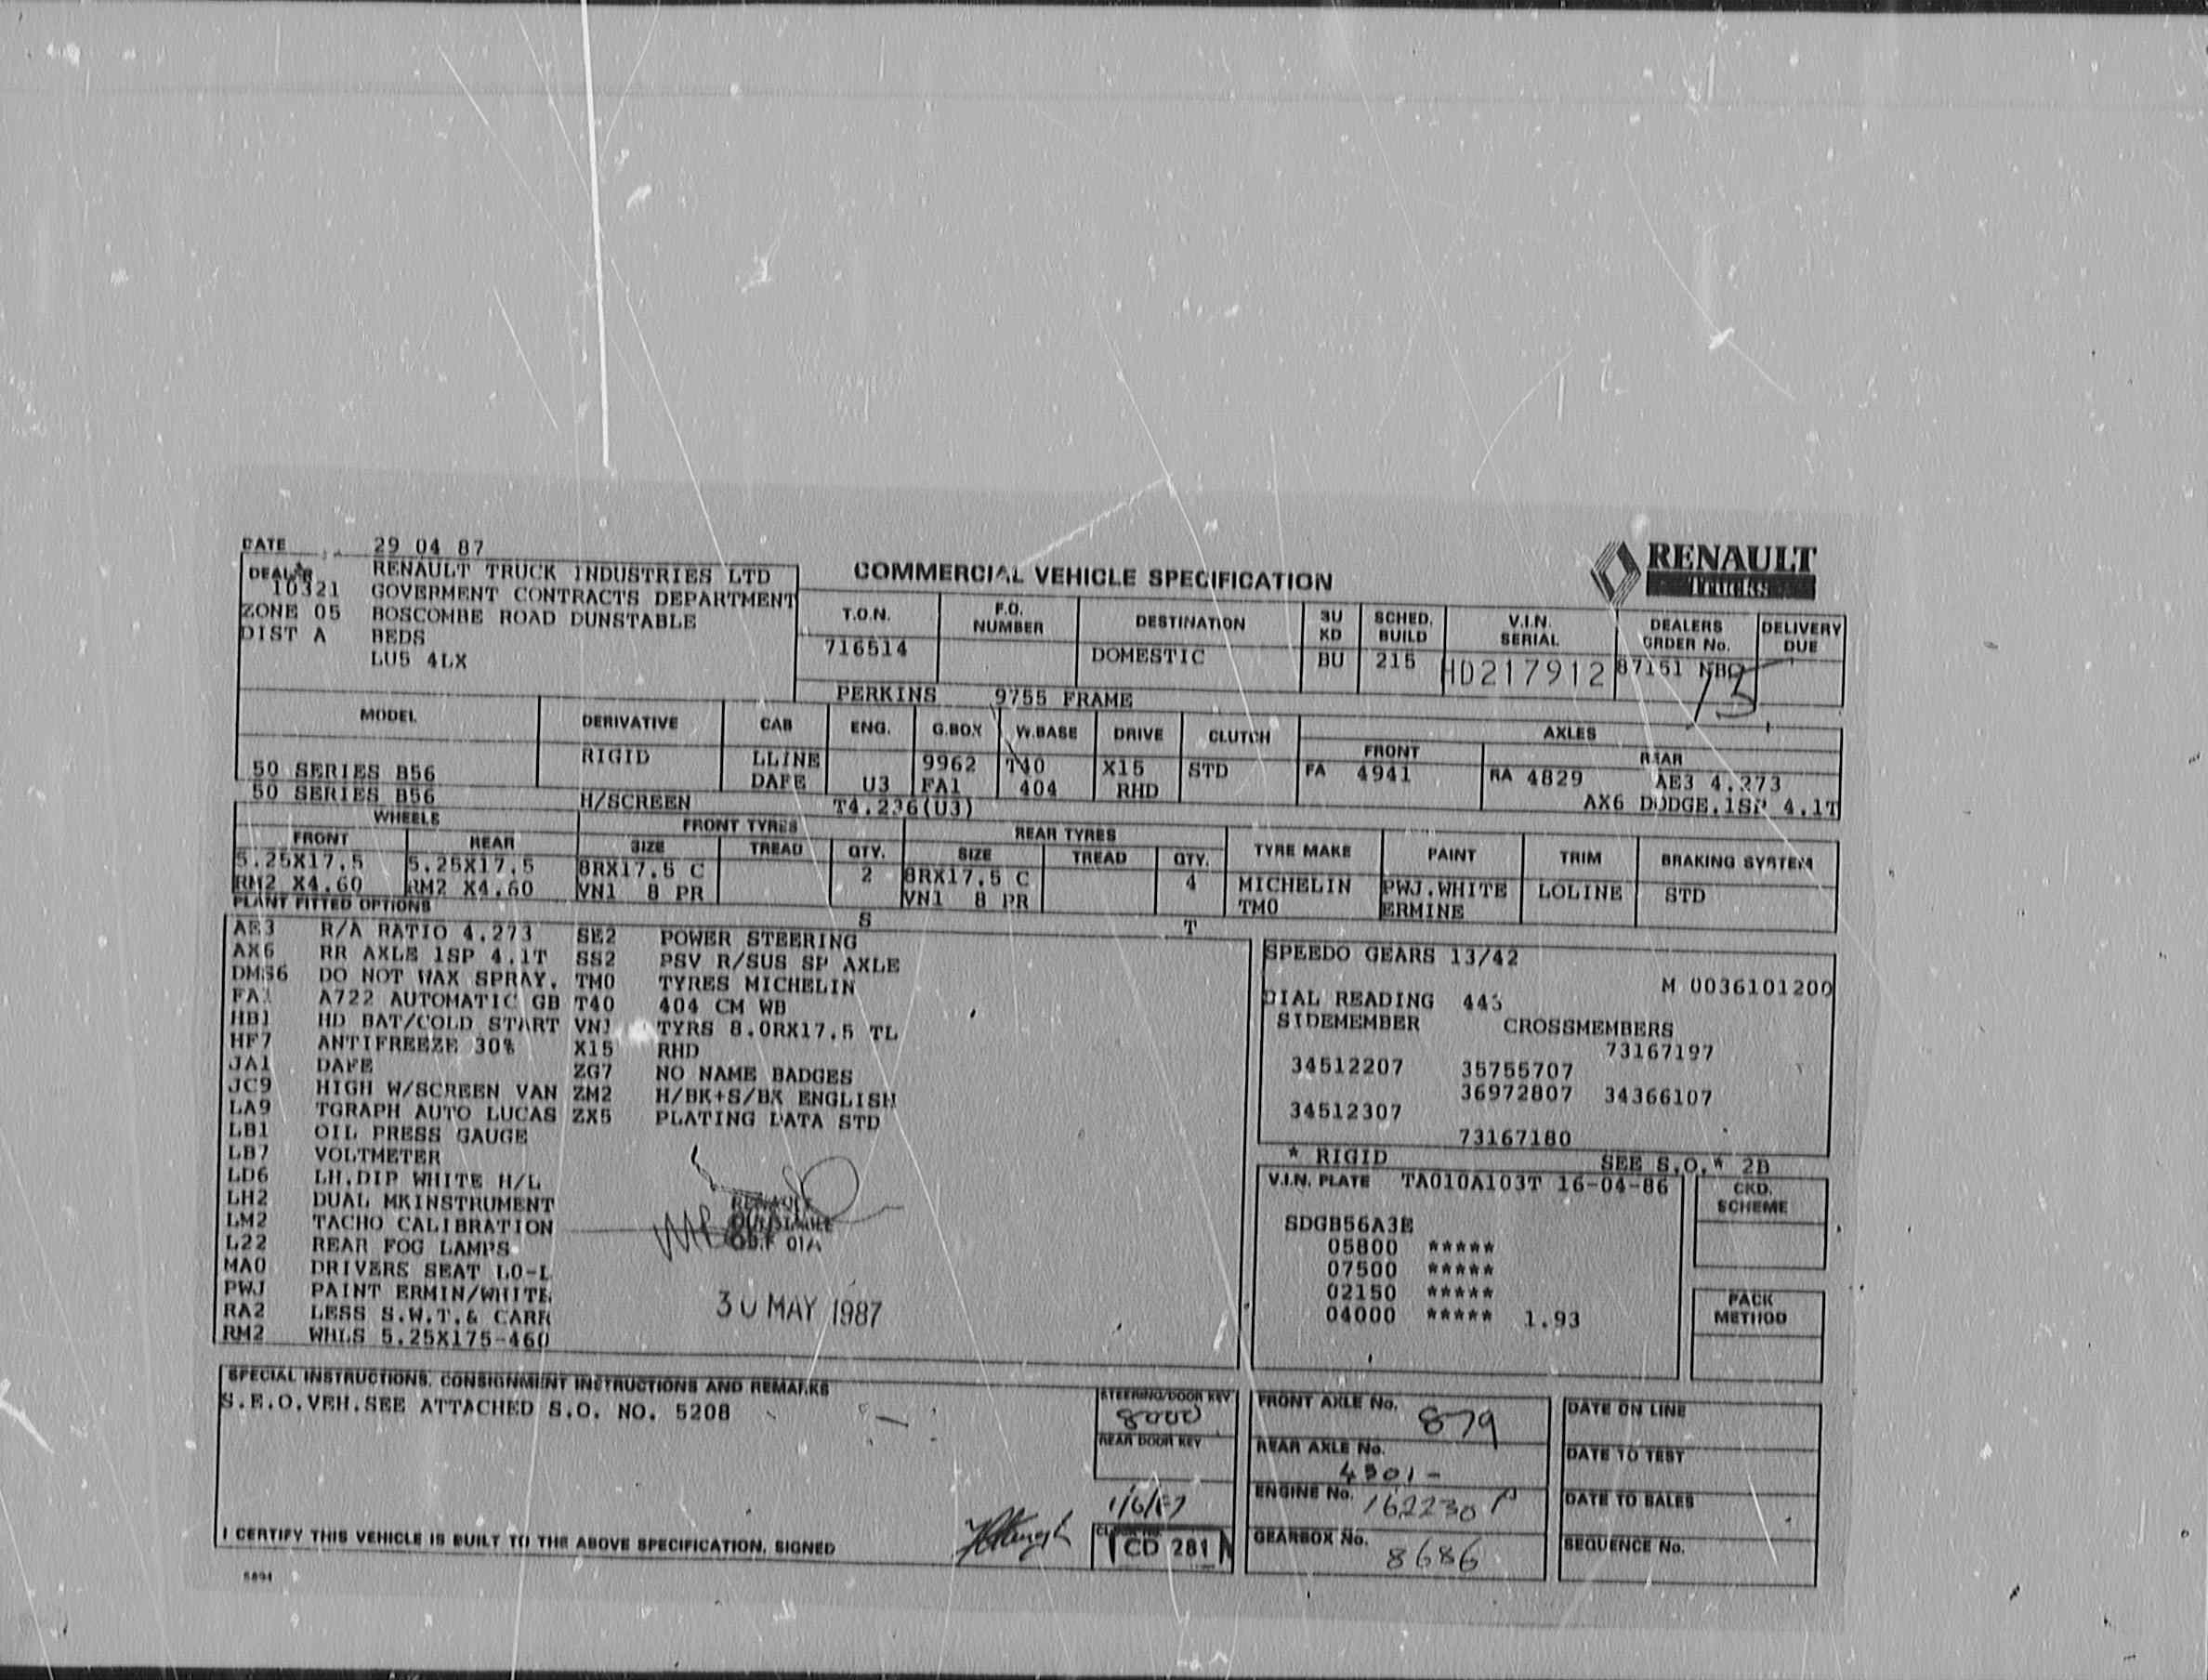 DATE 29 04 87
RENAULT
TRUCKS
DEALER RENAULT TRUCK INDUSTRIES LTD
10321 GOVERMENT CONTRACTS DEPARTMENT
ZONE 05 BOSCOMBE ROAD DUNSTABLE
DIST A BEDS
LU5 4LX
COMMERCIAL VEHICLE SPECIFICATION
T.O.N. F.O. NUMBER DESTINATION BU KD SCHED. BUILD V.I.N. SERIAL DEALERS ORDER No. DELIVERY DUE
716514 DOMESTIC BU 215 HD217912 87151 NBO
PERKINS 9755 FRAME
MODEL DERIVATIVE CAB ENG. G.BOX W.BASE DRIVE CLUTCH AXLES
FRONT REAR
RIGID LLINE 9962 T40 X15 STD FA 4941 RA 4829 AE3 4.273
50 SERIES B56 DAFE U3 FA1 404 RHD AX6 DODGE.1SP 4.1T
50 SERIES B56 H/SCREEN T4.236(U3)
WHEELS FRONT TYRES REAR TYRES
FRONT REAR SIZE TREAD QTY. SIZE TREAD QTY. TYRE MAKE PAINT TRIM BRAKING SYSTEM
5.25X17.5 5.25X17.5 8RX17.5 C 2 8RX17.5 C 4 MICHELIN PWJ.WHITE LOLINE STD
RM2 X4.60 RM2 X4.60 VN1 8 PR VN1 8 PR TMO ERMINE
PLANT FITTED OPTIONS S T
AE3 R/A RATIO 4.273 SE2 POWER STEERING
AX6 RR AXLE 1SP 4.1T SS2 PSV R/SUS SP AXLE
DMS6 DO NOT WAX SPRAY. TMO TYRES MICHELIN
FA1 A722 AUTOMATIC GB T40 404 CM WB
HB1 HD BAT/COLD START VN1 TYRS 8.0RX17.5 TL
HF7 ANTIFREEZE 30% X15 RHD
JA1 DAFE ZG7 NO NAME BADGES
JC9 HIGH W/SCREEN VAN ZM2 H/BK+S/BK ENGLISH
LA9 TGRAPH AUTO LUCAS ZX5 PLATING DATA STD
LB1 OIL PRESS GAUGE
LB7 VOLTMETER
LD6 LH.DIP WHITE H/L
LH2 DUAL MKINSTRUMENT
LM2 TACHO CALIBRATION
L22 REAR FOG LAMPS
MAO DRIVERS SEAT LO-L
PWJ PAINT ERMIN/WHITE
RA2 LESS S.W.T.& CARR
RM2 WHLS 5.25X175-460
30 MAY 1987
SPEEDO GEARS 13/42
M 0036101200
DIAL READING 443
SIDEMEMBER CROSSMEMBERS
73167197
34512207 35755707
36972807 34366107
34512307
73167180
* RIGID SEE S.O.* 2B
V.I.N. PLATE TA010A103T 16-04-86
SDGB56A3E
05800 *****
07500 *****
02150 *****
04000 ***** 1.93
CKD. SCHEME
PACK METHOD
SPECIAL INSTRUCTIONS, CONSIGNMENT INSTRUCTIONS AND REMARKS
S.E.O.VEH.SEE ATTACHED S.O. NO. 5208
STEERING/DOOR KEY
8000
REAR DOOR KEY
1/6/87
CD 281
I CERTIFY THIS VEHICLE IS BUILT TO THE ABOVE SPECIFICATION. SIGNED
FRONT AXLE No. 879
REAR AXLE No. 4301-
ENGINE No. 162230 P
GEARBOX No. 8686
DATE ON LINE
DATE TO TEST
DATE TO SALES
SEQUENCE No.